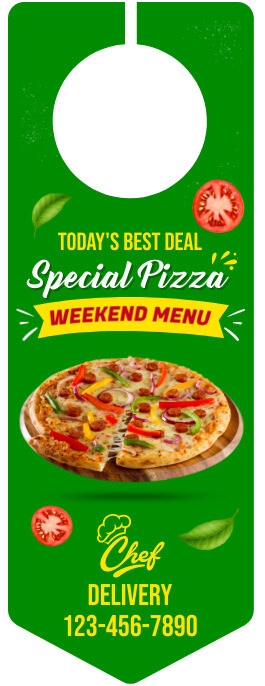 TODAY'S BEST DEAL
Special Pizza
WEEKEND MENU
Chef
DELIVERY
123-456-7890